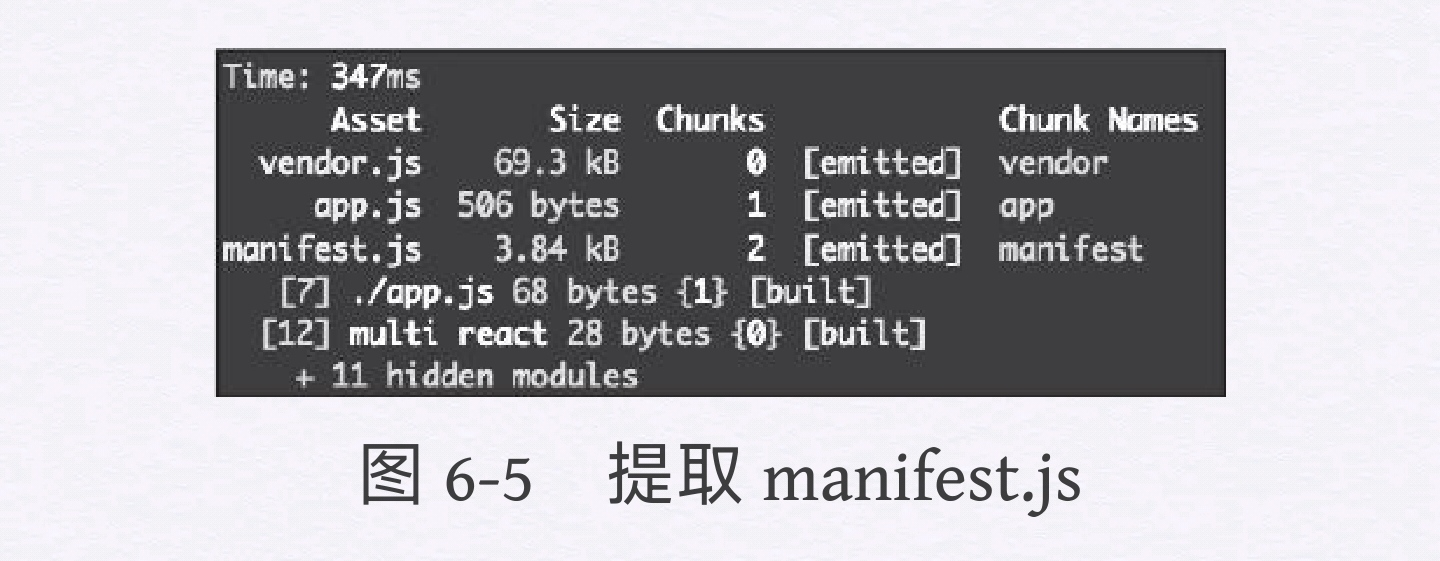 Time: 347ms
Asset Size Chunks Chunk Names
vendor.js 69.3 kB 0 [emitted] vendor
app.js 506 bytes 1 [emitted] app
manifest.js 3.84 kB 2 [emitted] manifest
[7] ./app.js 68 bytes {1} [built]
[12] multi react 28 bytes {0} [built]
+ 11 hidden modules
图 6-5 提取 manifest.js